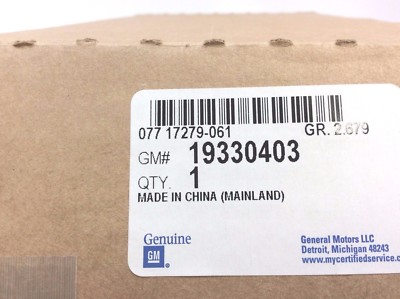 077 17279-061 GR. 2.679
GM# 19330403
QTY. 1
MADE IN CHINA (MAINLAND)
Genuine
GM
General Motors LLC
Detroit, Michigan 48243
www.mycertifiedservice.